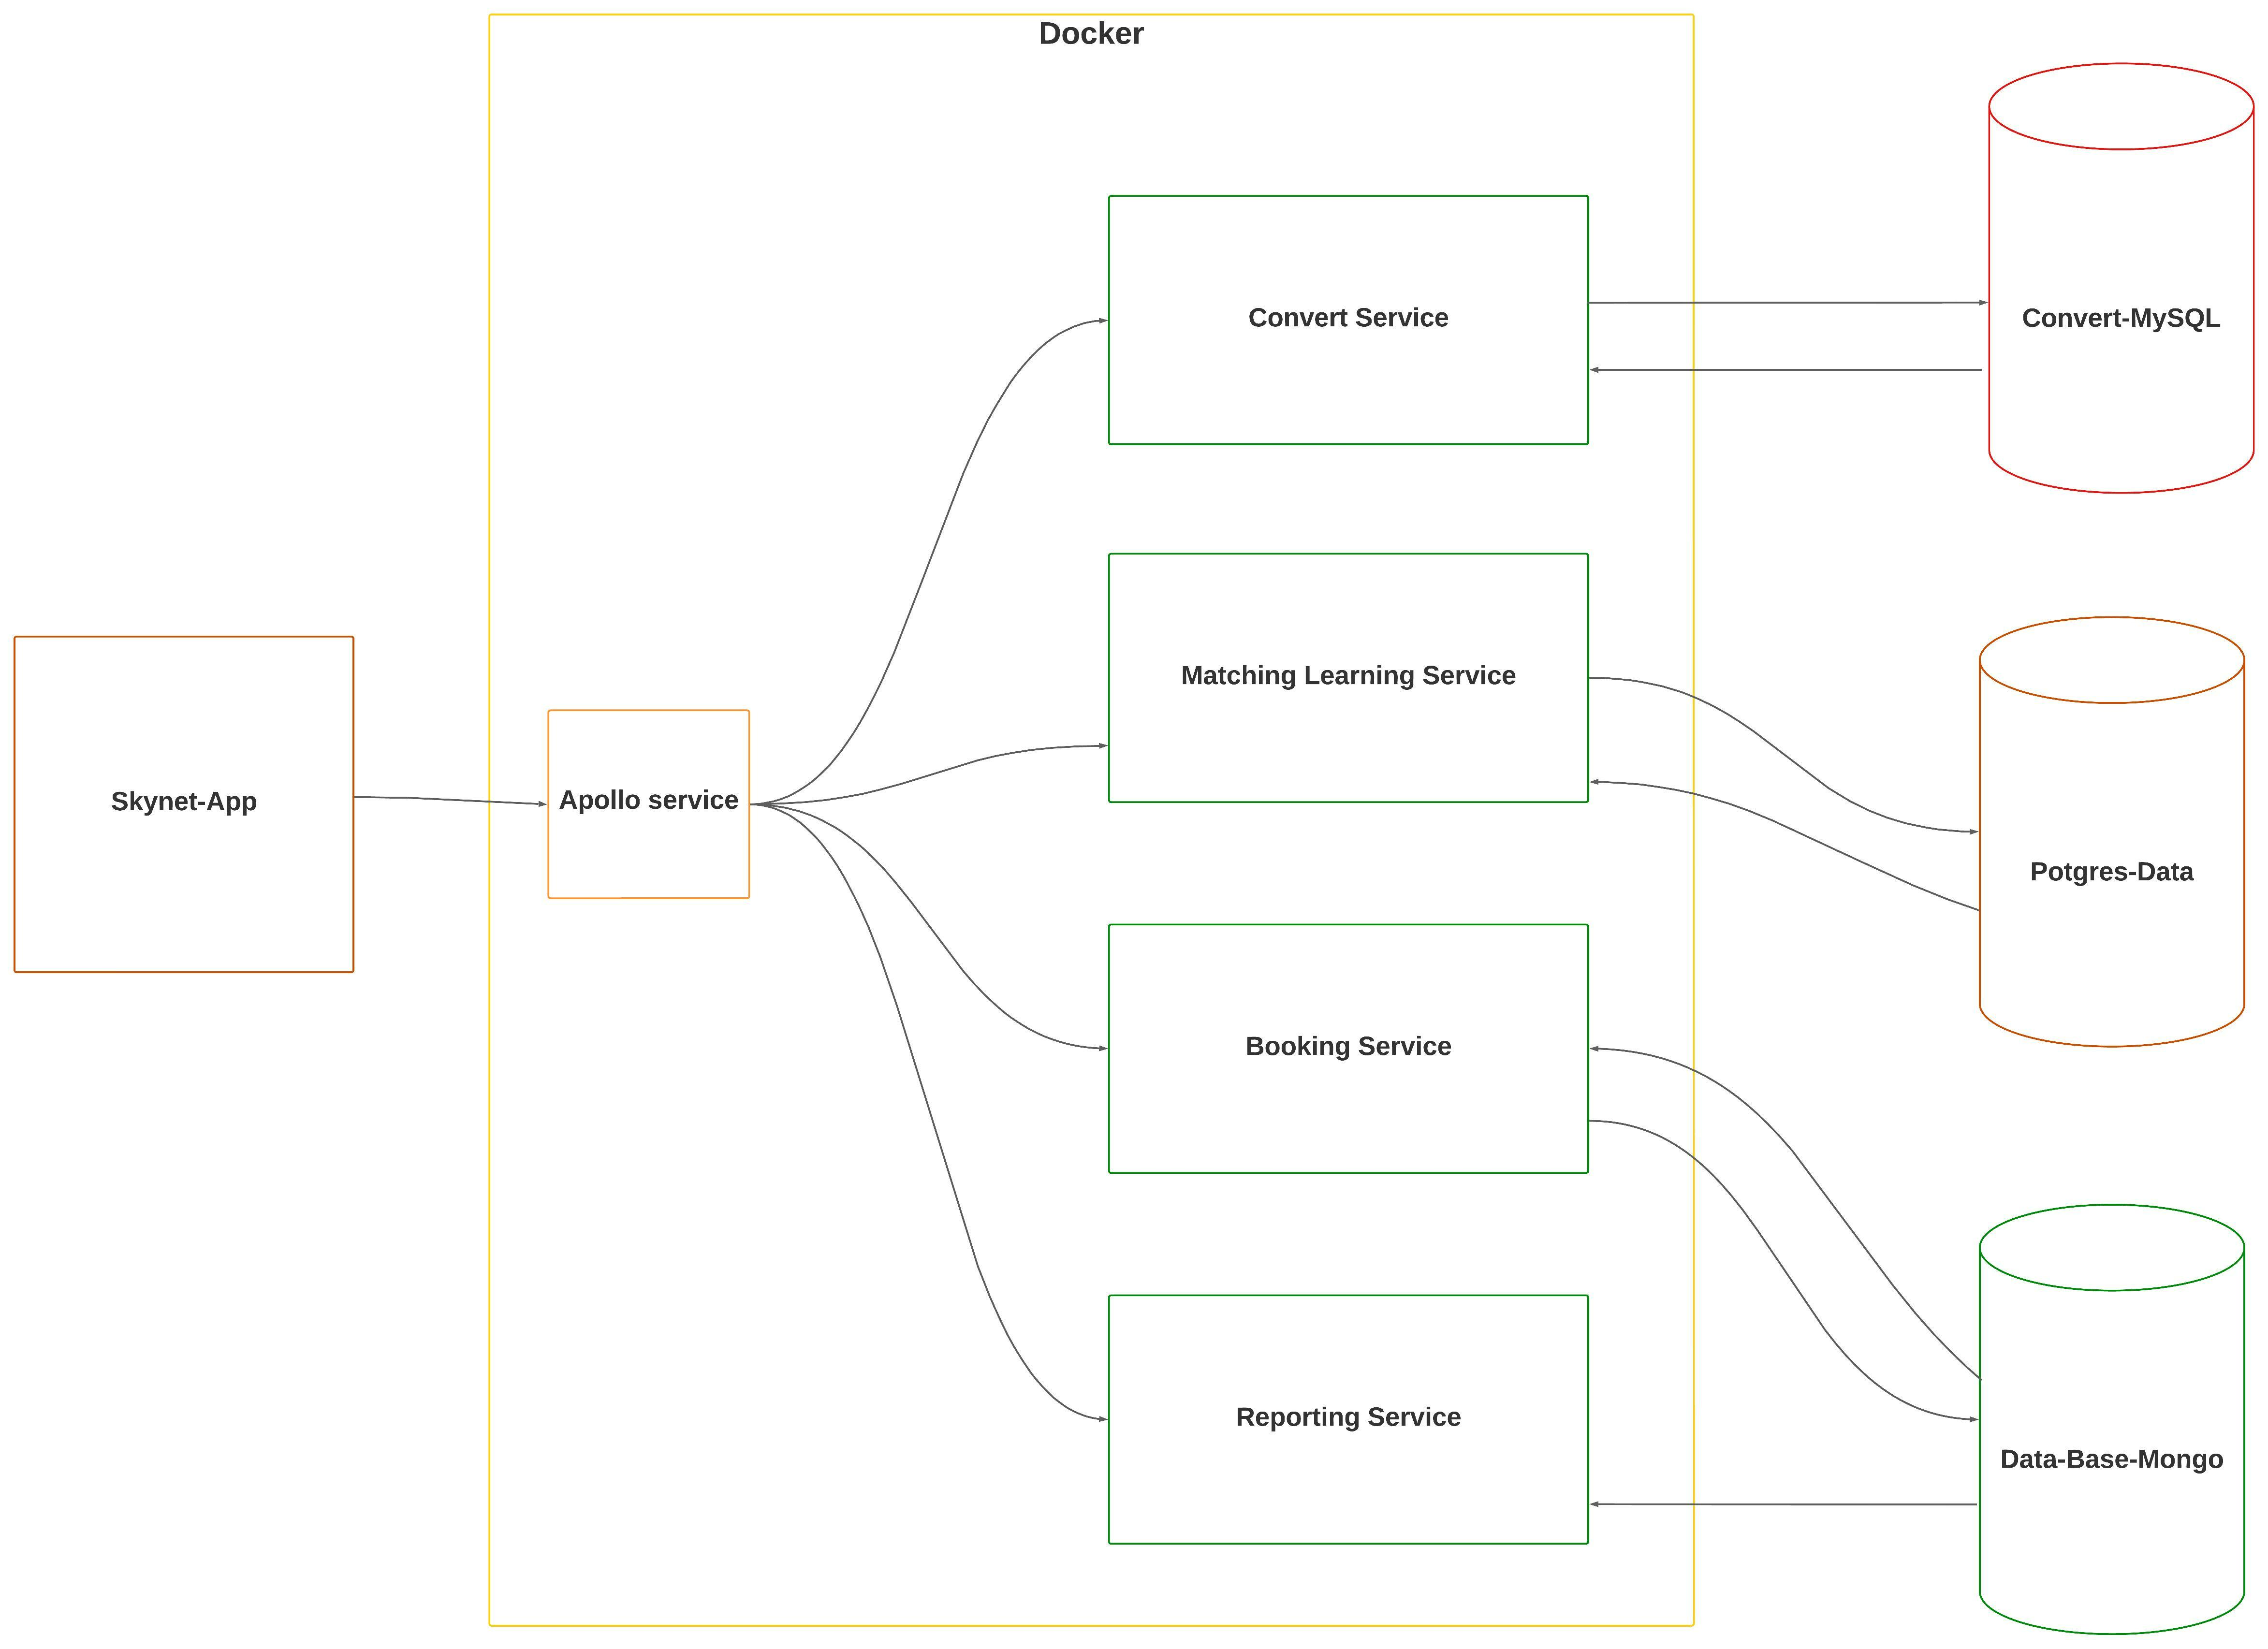 Docker
Convert Service
Convert-MySQL
Matching Learning Service
Skynet-App
Apollo service
Potgres-Data
Booking Service
Reporting Service
Data-Base-Mongo